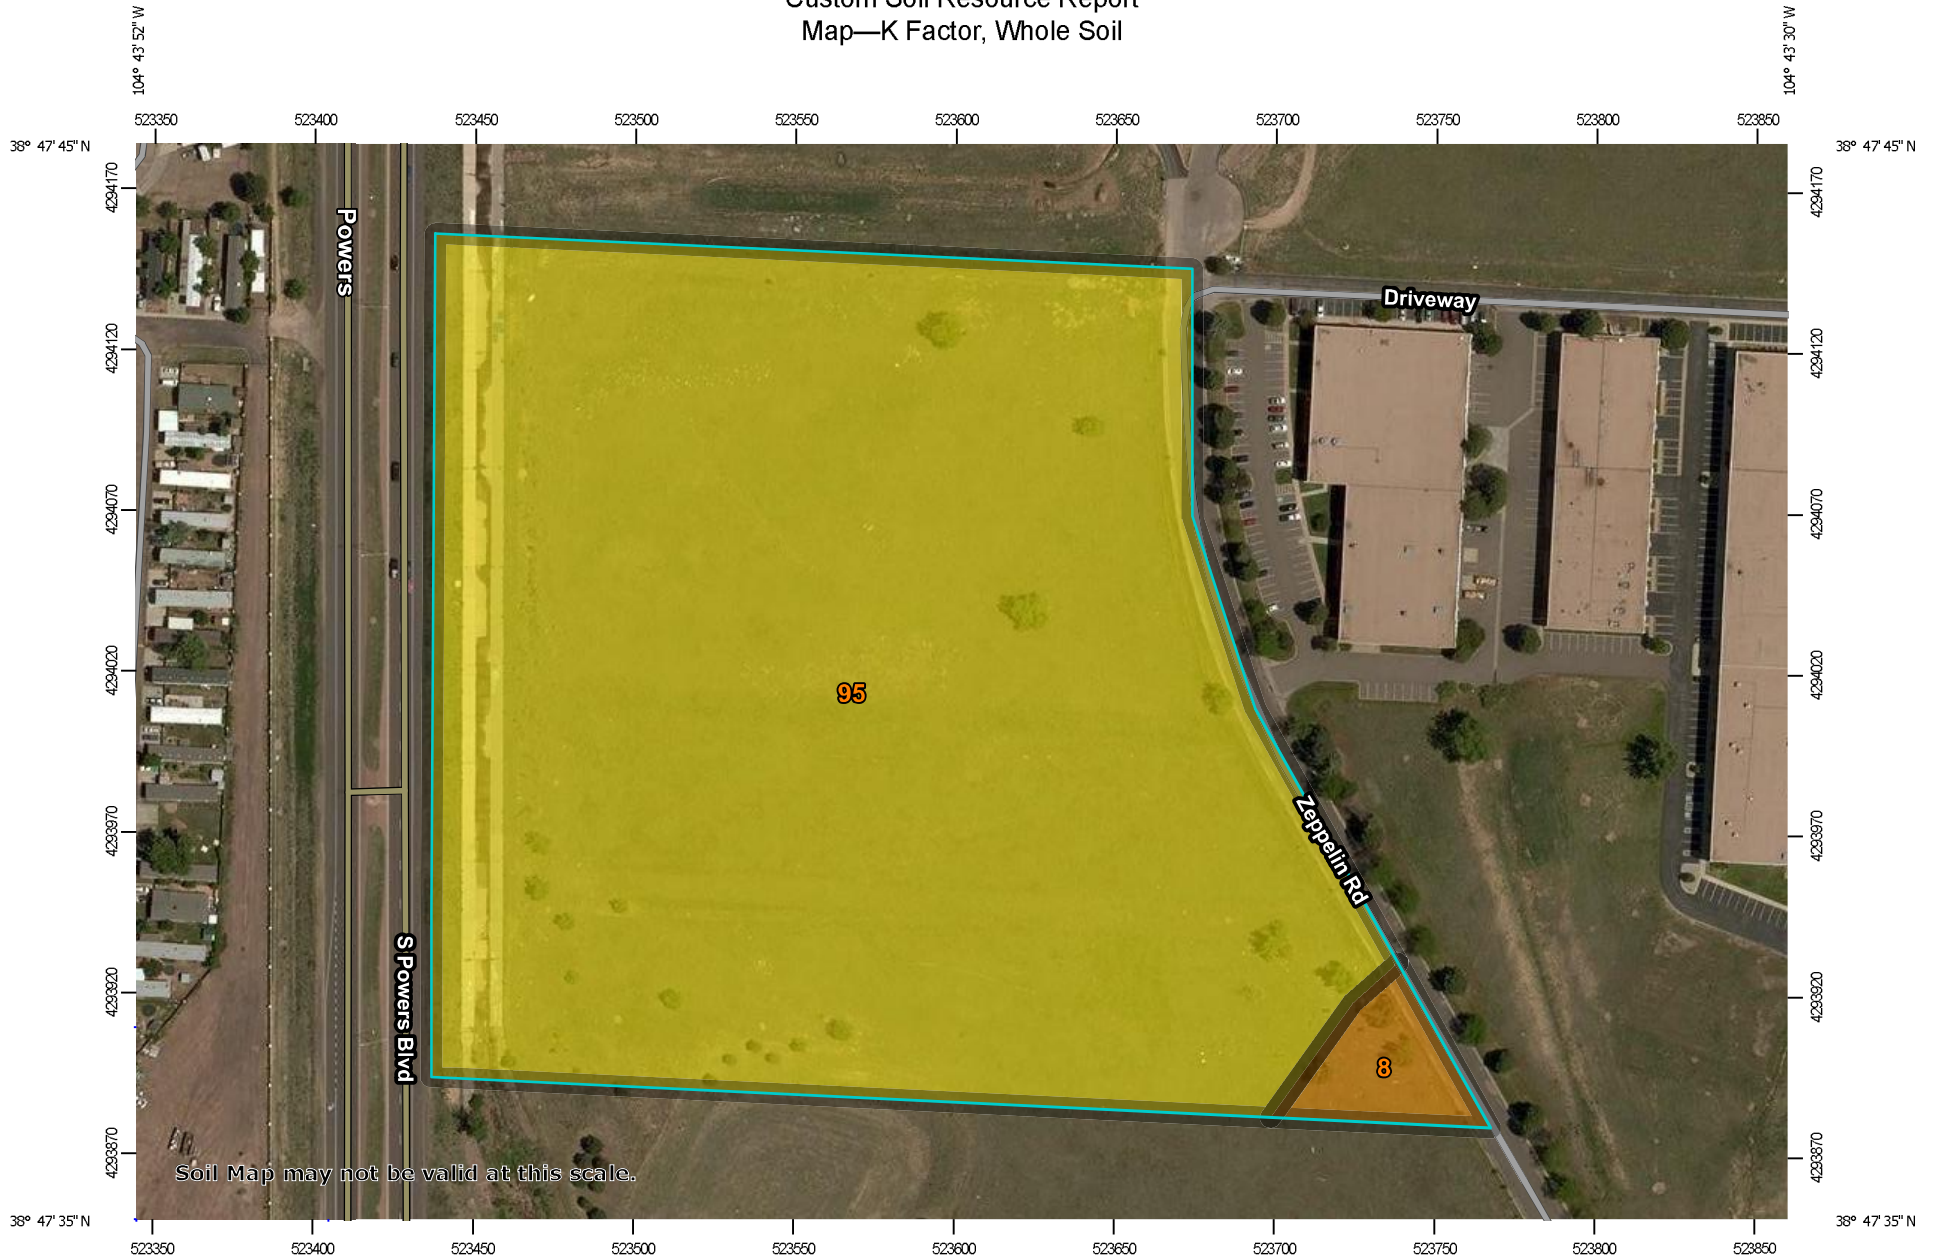 Custom Soil Resource Report
Map—K Factor, Whole Soil
104° 43' 52" W
104° 43' 30" W
523350 523400 523450 523500 523550 523600 523650 523700 523750 523800 523850
38° 47' 45" N
38° 47' 45" N
4294170
4294170
Powers
Driveway
4294120
4294120
4294070
4294070
4294020
4294020
95
Zeppelin Rd
4293970
4293970
S Powers Blvd
4293920
4293920
8
4293870
4293870
Soil Map may not be valid at this scale.
38° 47' 35" N
38° 47' 35" N
523350 523400 523450 523500 523550 523600 523650 523700 523750 523800 523850